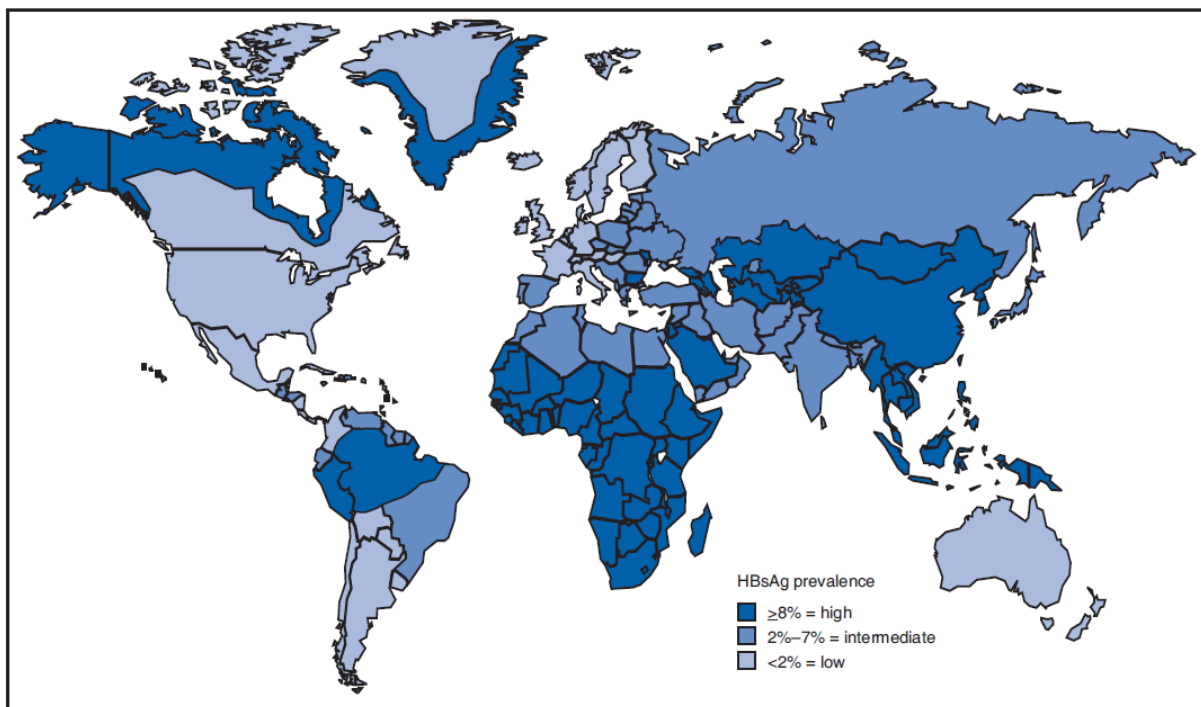 HBsAg prevalence
≥8% = high
2%–7% = intermediate
<2% = low